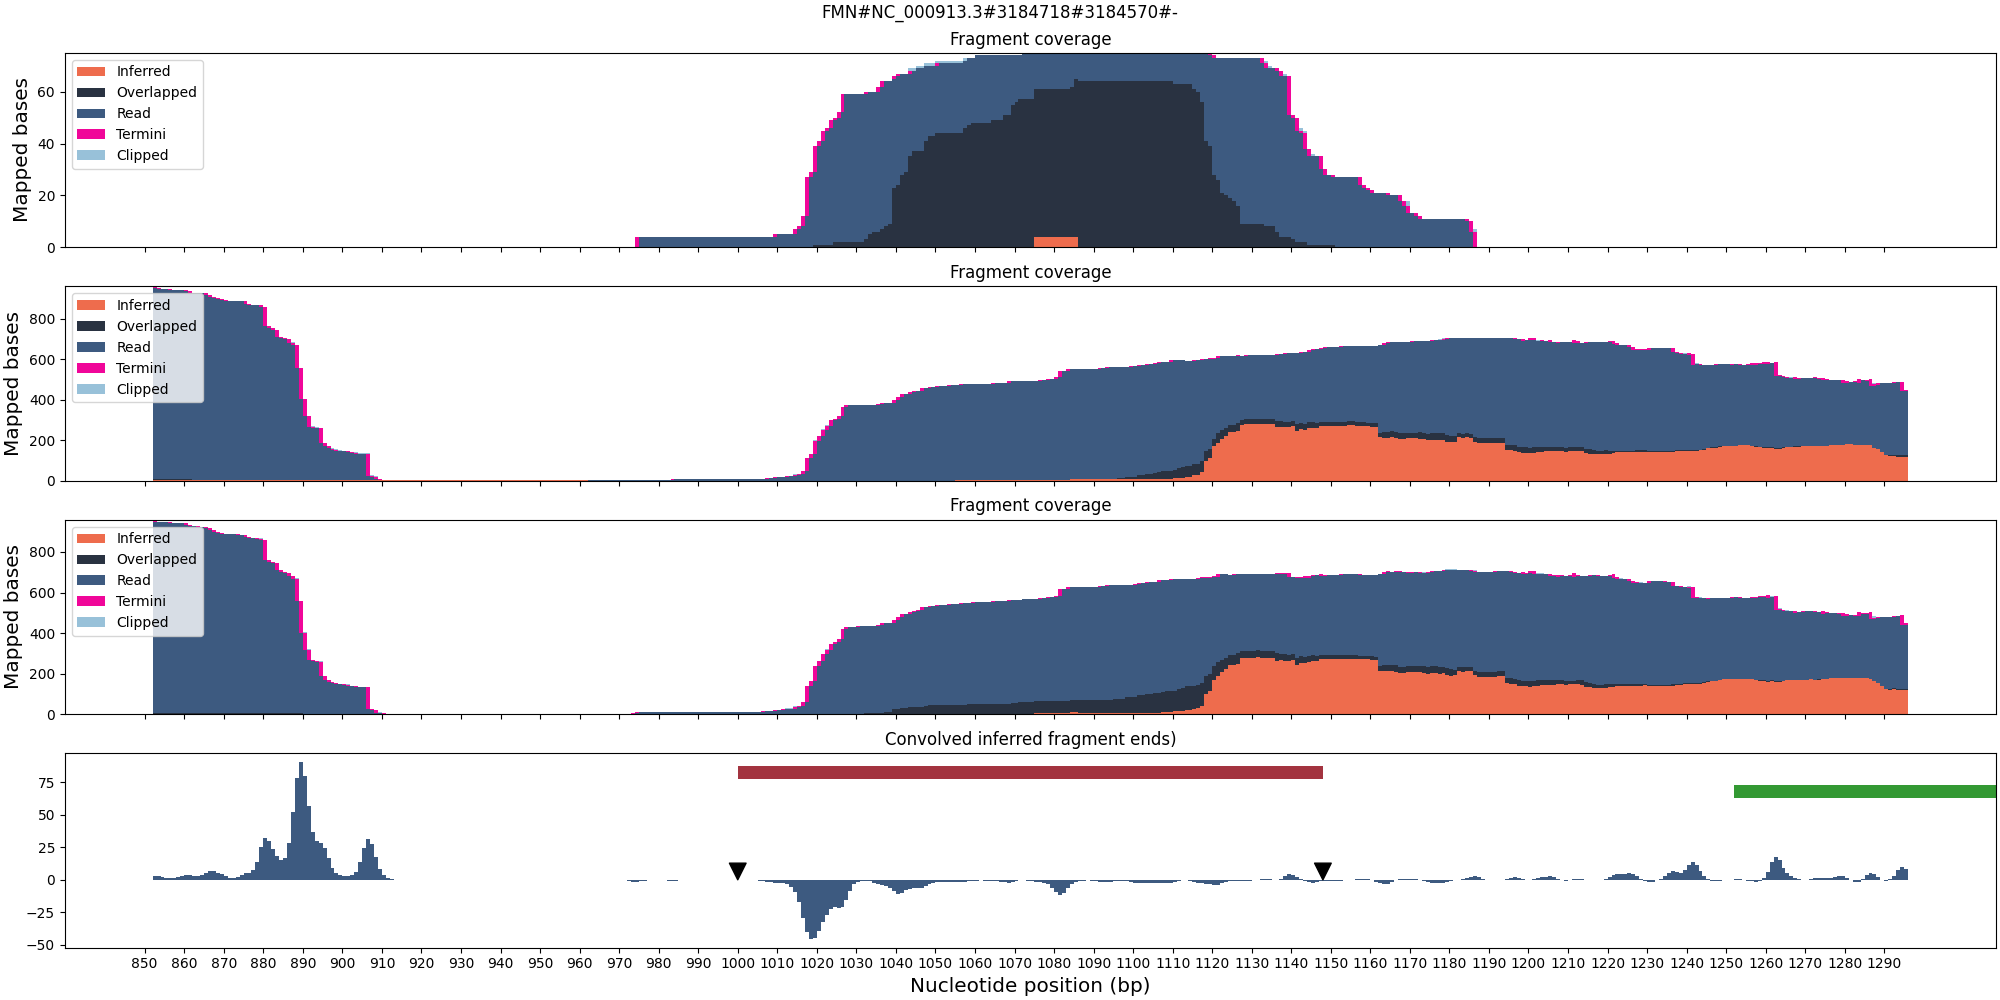 FMN#NC_000913.3#3184718#3184570#-
Fragment coverage
Mapped bases
60
40
20
0
Inferred
Overlapped
Read
Termini
Clipped
Fragment coverage
Mapped bases
800
600
400
200
0
Inferred
Overlapped
Read
Termini
Clipped
Fragment coverage
Mapped bases
800
600
400
200
0
Inferred
Overlapped
Read
Termini
Clipped
Convolved inferred fragment ends)
75
50
25
0
−25
−50
850 860 870 880 890 900 910 920 930 940 950 960 970 980 990 1000 1010 1020 1030 1040 1050 1060 1070 1080 1090 1100 1110 1120 1130 1140 1150 1160 1170 1180 1190 1200 1210 1220 1230 1240 1250 1260 1270 1280 1290
Nucleotide position (bp)